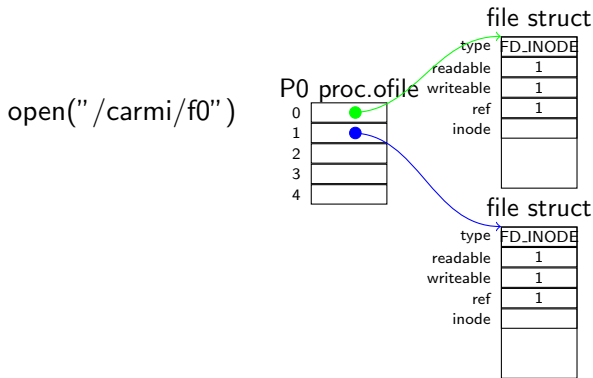 file struct
type FD_INODE
readable 1
writeable 1
ref 1
inode
P0 proc.ofile
0
1
2
3
4
open("/carmi/f0")
file struct
type FD_INODE
readable 1
writeable 1
ref 1
inode